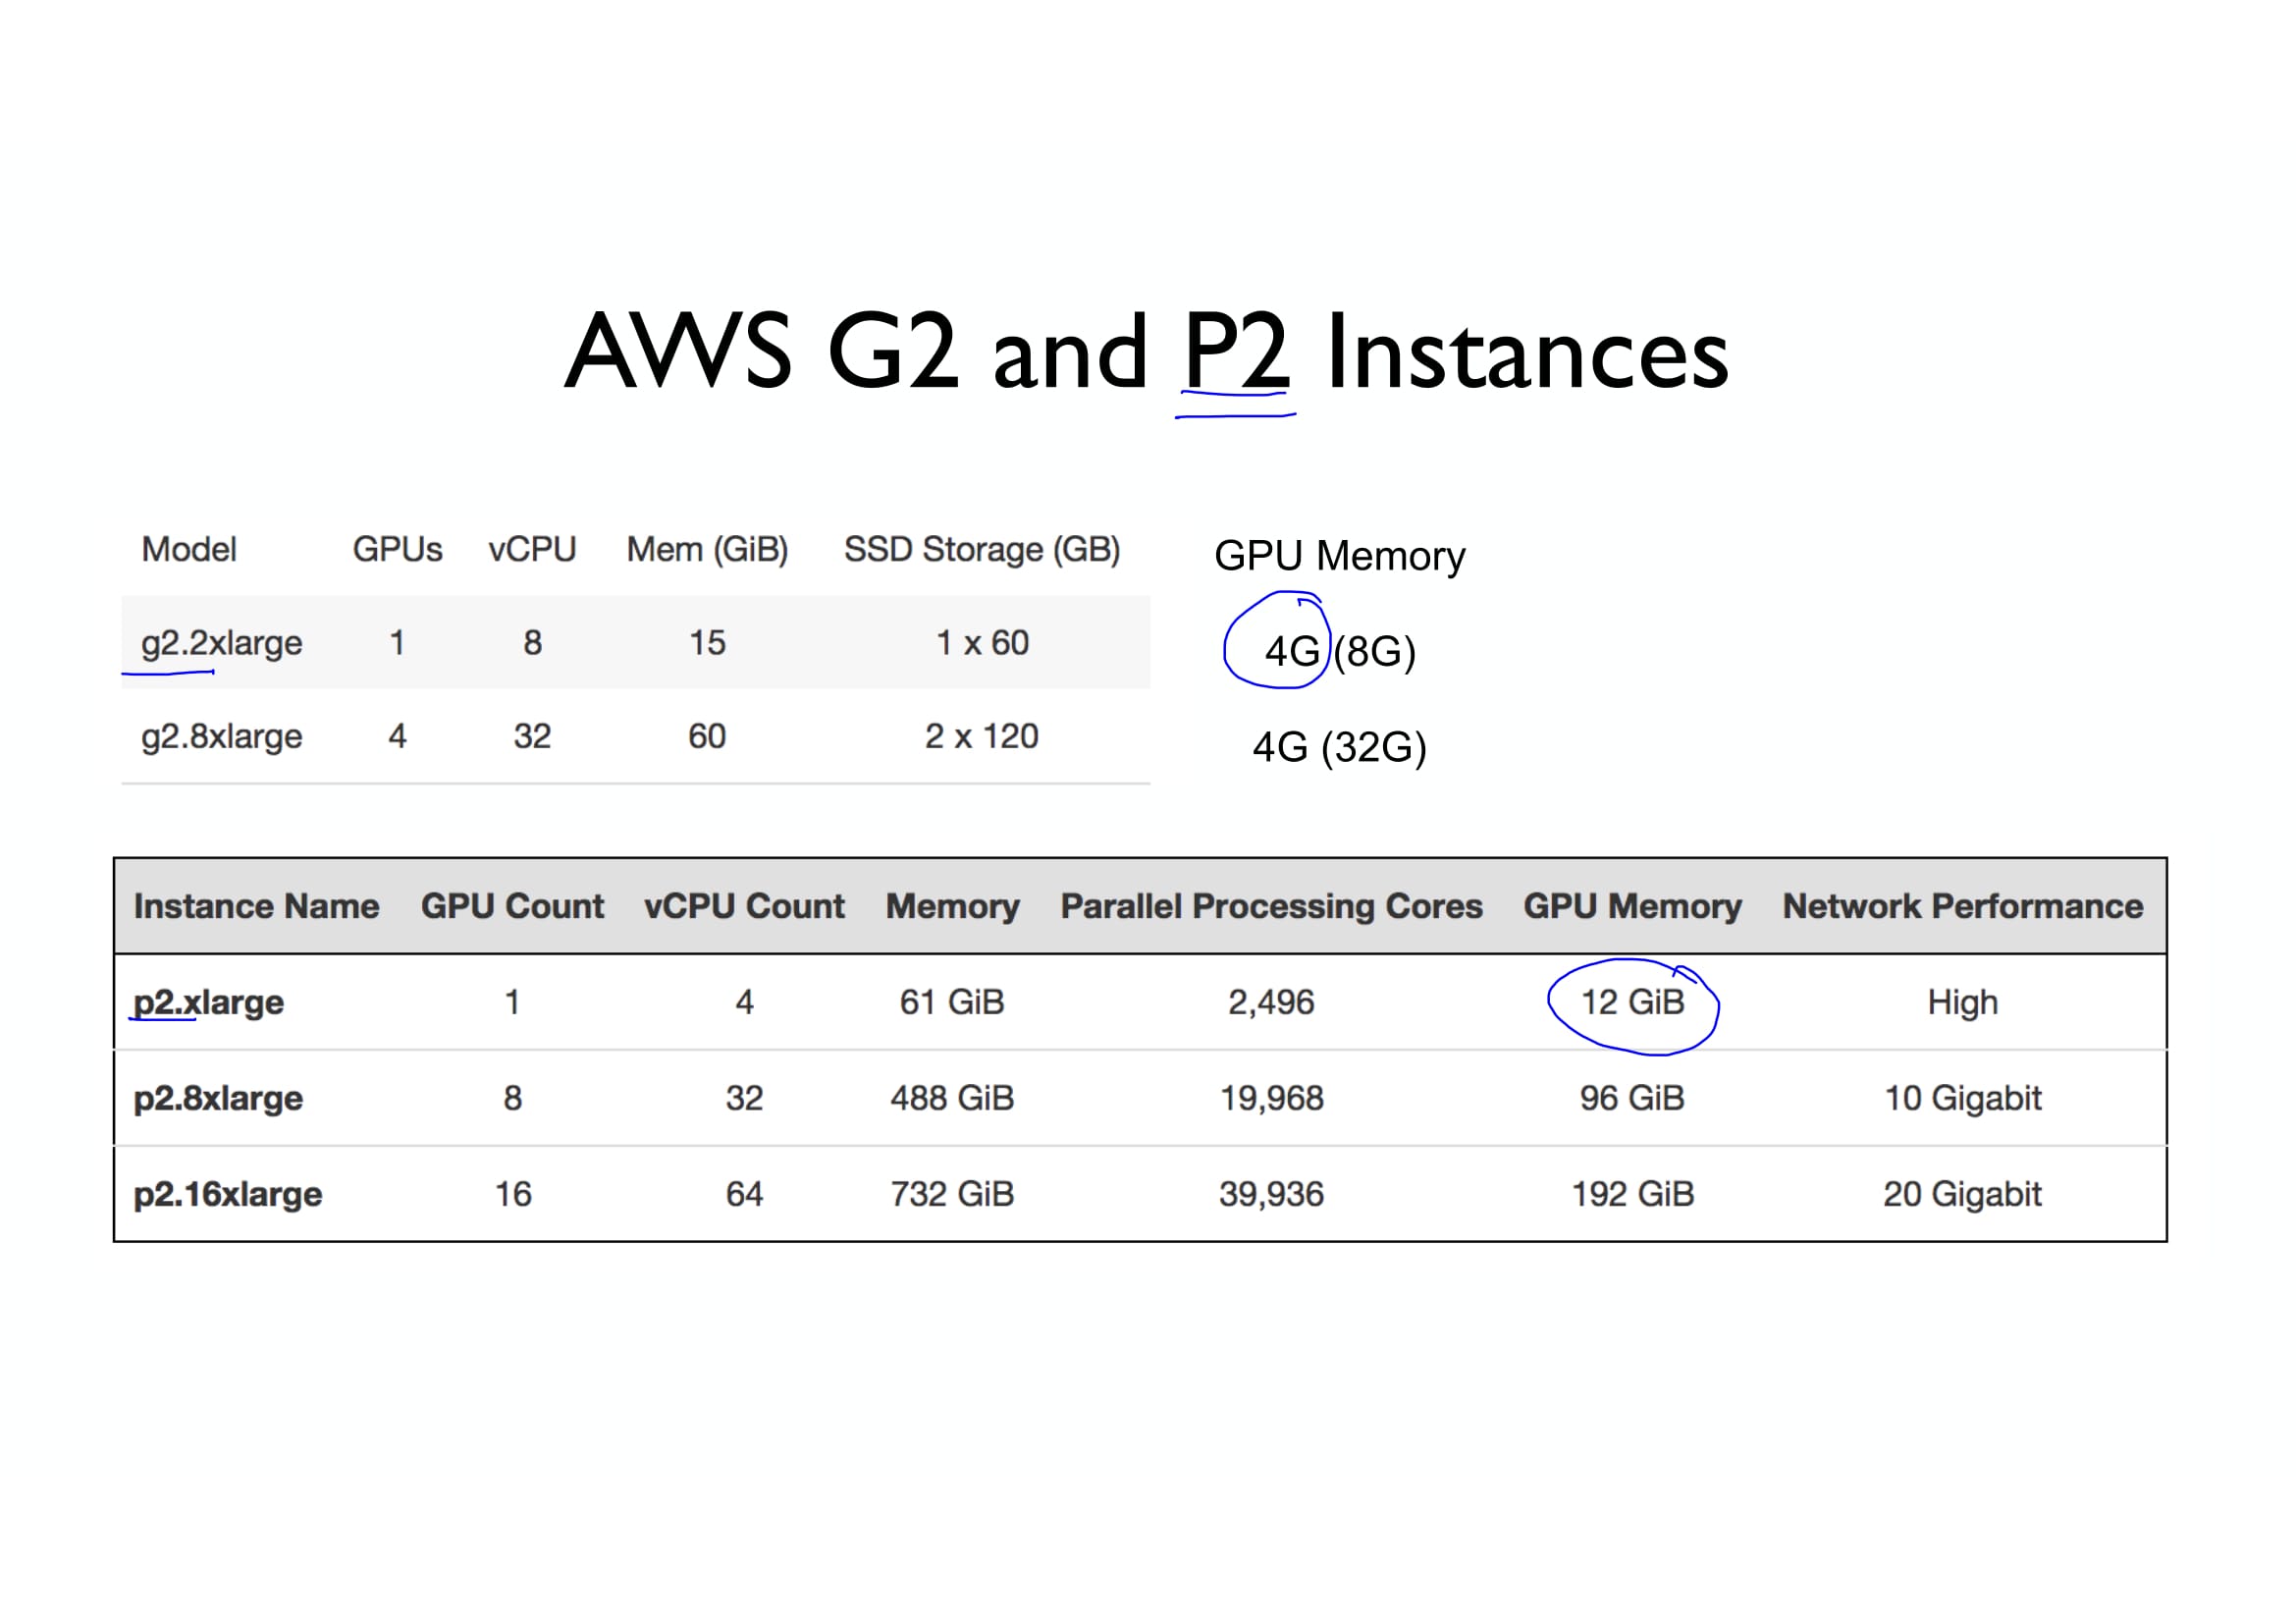 AWS G2 and P2 Instances
Model GPUs vCPU Mem (GiB) SSD Storage (GB) GPU Memory
g2.2xlarge 1 8 15 1 x 60 4G (8G)
g2.8xlarge 4 32 60 2 x 120 4G (32G)
Instance Name GPU Count vCPU Count Memory Parallel Processing Cores GPU Memory Network Performance
p2.xlarge 1 4 61 GiB 2,496 12 GiB High
p2.8xlarge 8 32 488 GiB 19,968 96 GiB 10 Gigabit
p2.16xlarge 16 64 732 GiB 39,936 192 GiB 20 Gigabit